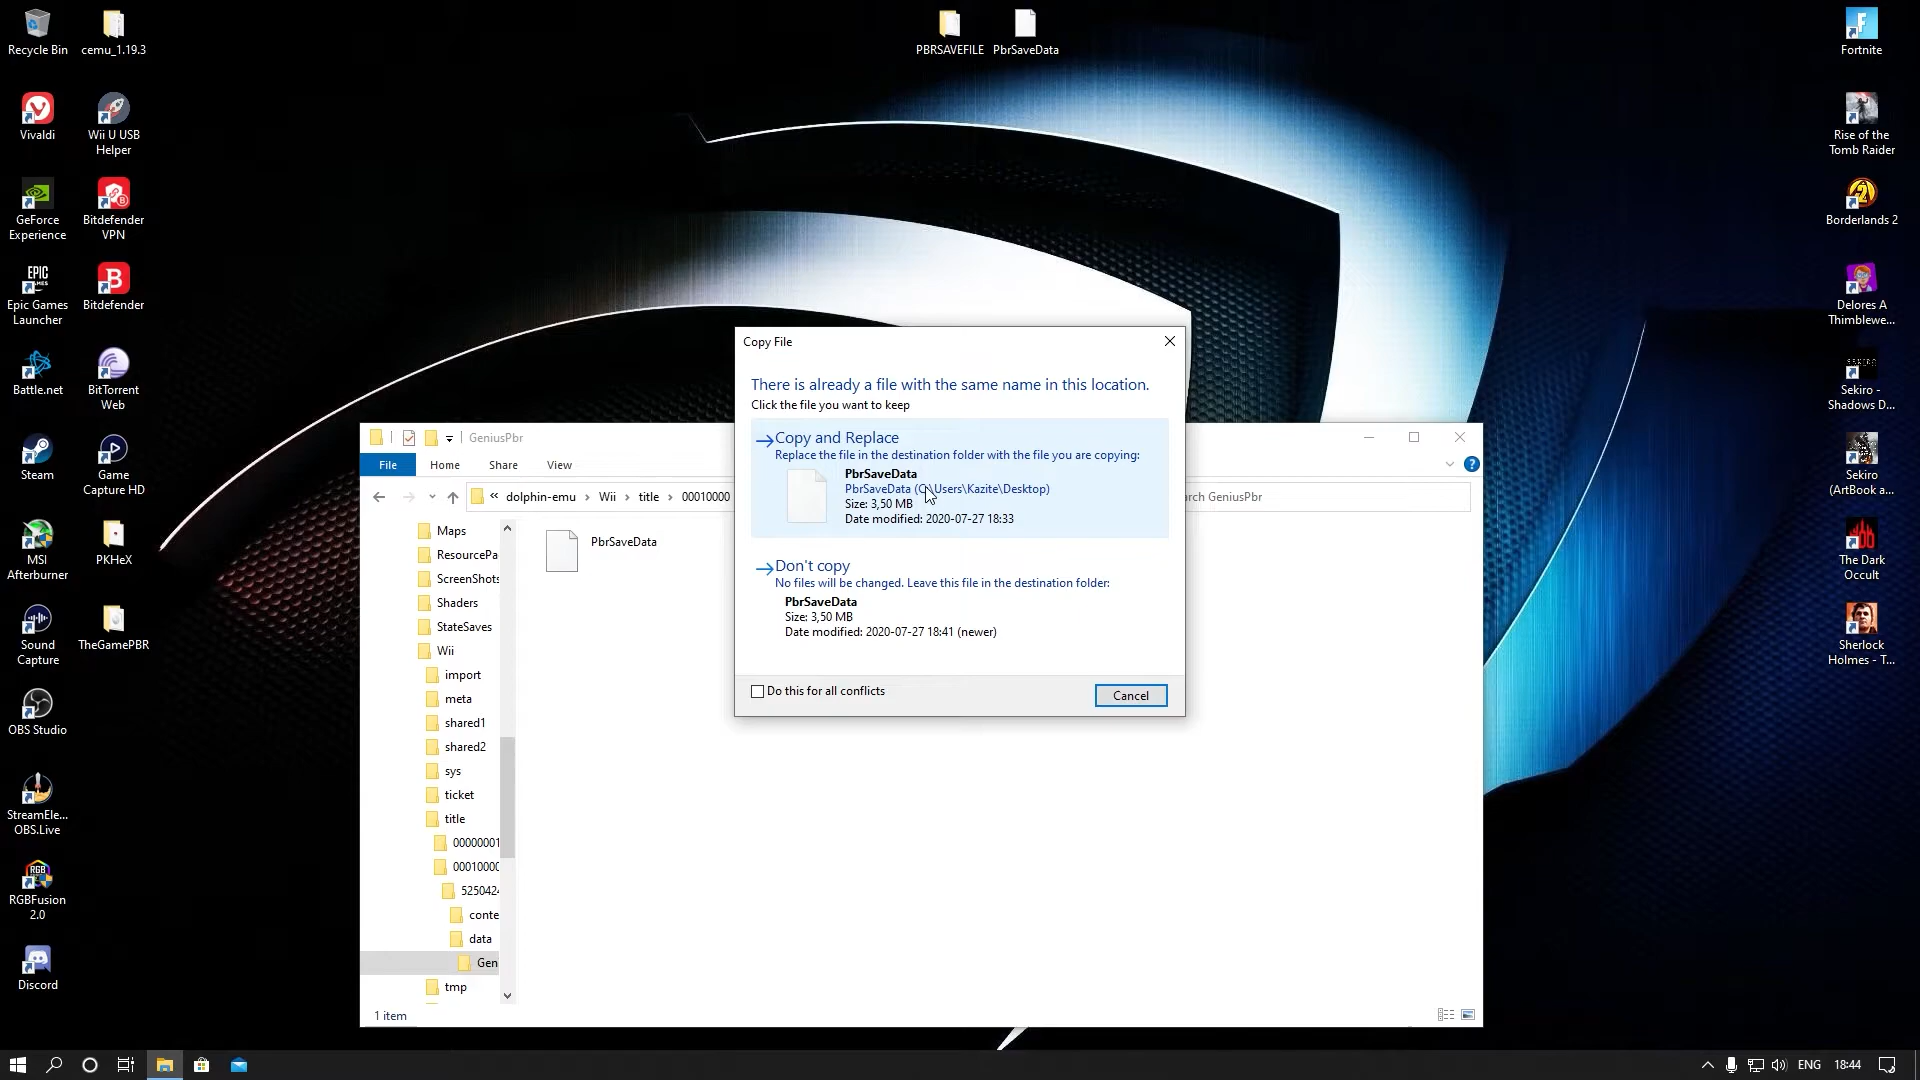 Recycle Bin
cemu_1.19.3
PBRSAVEFILE
PbrSaveData
Fortnite
Vivaldi
Wii U USB
Helper
Rise of the
Tomb Raider
GeForce
Experience
Bitdefender
VPN
Borderlands 2
EPIC
GAMES
Epic Games
Launcher
Bitdefender
Delores A
Thimblewe...
Battle.net
BitTorrent
Web
SEKIRO
Sekiro -
Shadows D...
Steam
Game
Capture HD
Sekiro
(ArtBook a...
MSI
Afterburner
PKHeX
The Dark
Occult
Sound
Capture
TheGamePBR
Sherlock
Holmes - T...
OBS Studio
StreamEle...
OBS.Live
RGB
RGBFusion
2.0
Discord
GeniusPbr
File
Home
Share
View
« dolphin-emu › Wii › title › 00010000
rch GeniusPbr
Maps
ResourcePa
ScreenShots
Shaders
StateSaves
Wii
import
meta
shared1
shared2
sys
ticket
title
00000001
00010000
5250424
conte
data
Gen
tmp
PbrSaveData
1 item
Copy File
There is already a file with the same name in this location.
Click the file you want to keep
Copy and Replace
Replace the file in the destination folder with the file you are copying:
PbrSaveData
PbrSaveData (C:\Users\Kazite\Desktop)
Size: 3,50 MB
Date modified: 2020-07-27 18:33
Don't copy
No files will be changed. Leave this file in the destination folder:
PbrSaveData
Size: 3,50 MB
Date modified: 2020-07-27 18:41 (newer)
Do this for all conflicts
Cancel
ENG
18:44